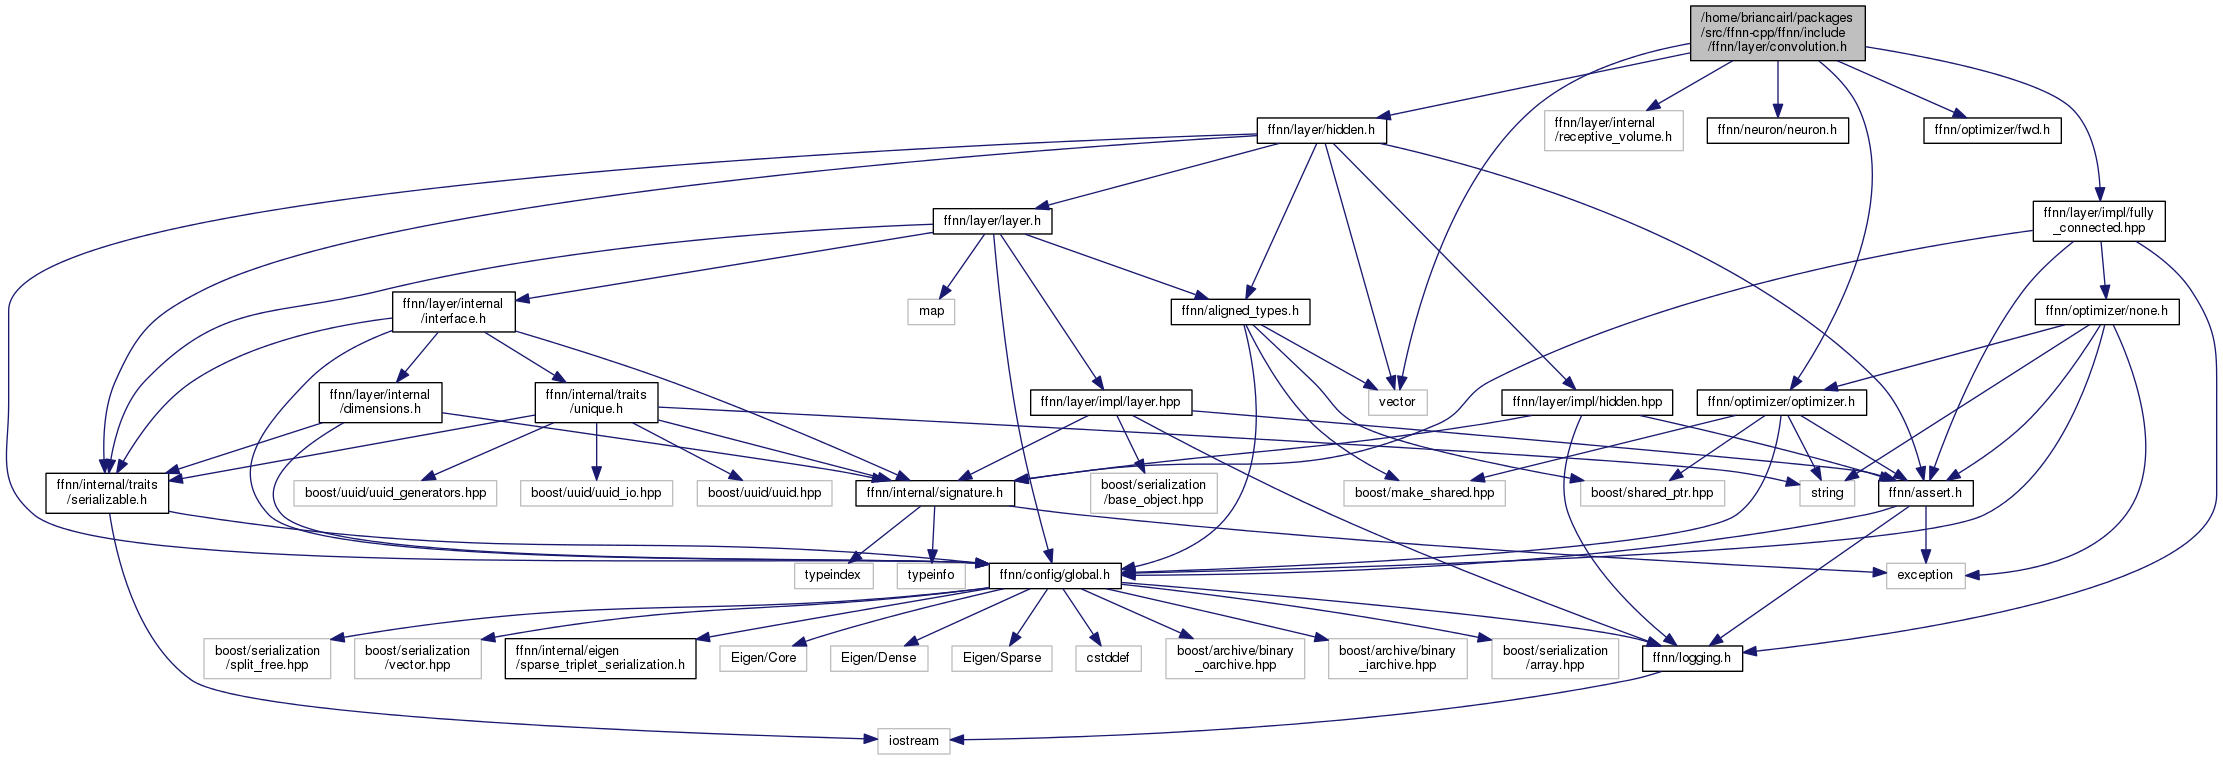 /home/briancairl/packages
/src/ffnn-cpp/ffnn/include
/ffnn/layer/convolution.h
ffnn/layer/hidden.h
ffnn/layer/internal
/receptive_volume.h
ffnn/neuron/neuron.h
ffnn/optimizer/fwd.h
ffnn/layer/layer.h
ffnn/layer/impl/fully
_connected.hpp
ffnn/layer/internal
/interface.h
map
ffnn/aligned_types.h
ffnn/optimizer/none.h
ffnn/layer/internal
/dimensions.h
ffnn/internal/traits
/unique.h
ffnn/layer/impl/layer.hpp
vector
ffnn/layer/impl/hidden.hpp
ffnn/optimizer/optimizer.h
ffnn/internal/traits
/serializable.h
boost/uuid/uuid_generators.hpp
boost/uuid/uuid_io.hpp
boost/uuid/uuid.hpp
ffnn/internal/signature.h
boost/serialization
/base_object.hpp
boost/make_shared.hpp
boost/shared_ptr.hpp
string
ffnn/assert.h
typeindex
typeinfo
ffnn/config/global.h
exception
boost/serialization
/split_free.hpp
boost/serialization
/vector.hpp
ffnn/internal/eigen
/sparse_triplet_serialization.h
Eigen/Core
Eigen/Dense
Eigen/Sparse
cstddef
boost/archive/binary
_oarchive.hpp
boost/archive/binary
_iarchive.hpp
boost/serialization
/array.hpp
ffnn/logging.h
iostream